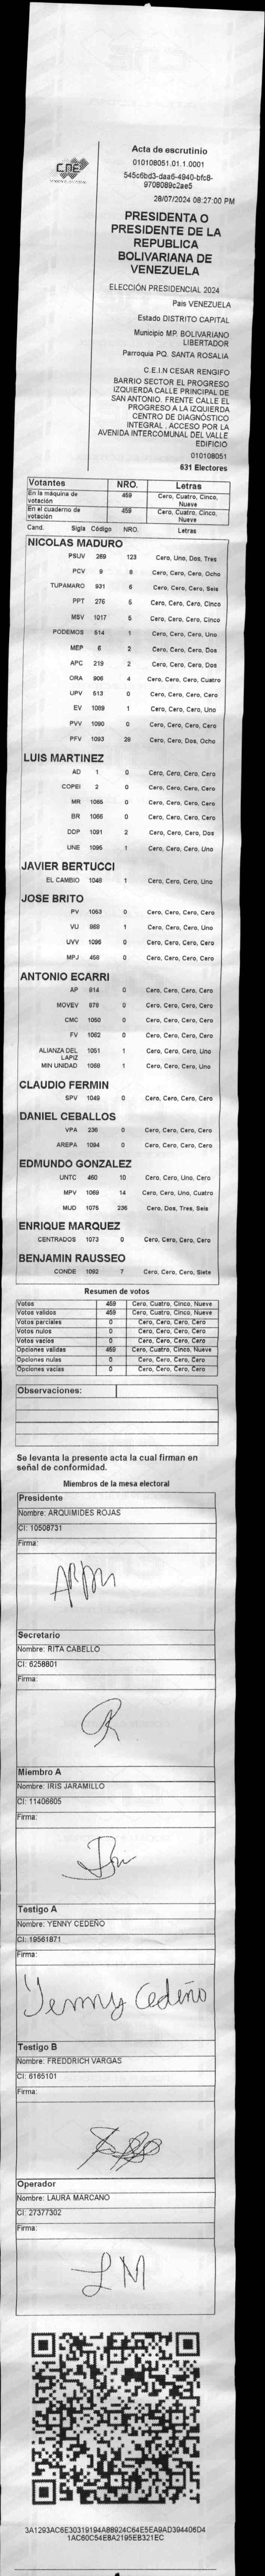 CNE
Acta de escrutinio
010108051.01.1.0001
545c6bd3-daa6-4940-bfc8-
9708089c2ae5
28/07/2024 08:27:00 PM
PRESIDENTA O
PRESIDENTE DE LA
REPUBLICA
BOLIVARIANA DE
VENEZUELA
ELECCIÓN PRESIDENCIAL 2024
Pais VENEZUELA
Estado DISTRITO CAPITAL
Municipio MP. BOLIVARIANO
LIBERTADOR
Parroquia PQ. SANTA ROSALIA
C.E.I.N CESAR RENGIFO
BARRIO SECTOR EL PROGRESO
IZQUIERDA CALLE PRINCIPAL DE
SAN ANTONIO. FRENTE CALLE EL
PROGRESO A LA IZQUIERDA
CENTRO DE DIAGNÓSTICO
INTEGRAL , ACCESO POR LA
AVENIDA INTERCOMUNAL DEL VALLE
EDIFICIO
010108051
631 Electores
Votantes NRO. Letras
En la máquina de votación 459 Cero, Cuatro, Cinco, Nueve
En el cuaderno de votación 459 Cero, Cuatro, Cinco, Nueve
Cand. Sigla Código NRO. Letras
NICOLAS MADURO
PSUV 269 123 Cero, Uno, Dos, Tres
PCV 9 8 Cero, Cero, Cero, Ocho
TUPAMARO 931 6 Cero, Cero, Cero, Seis
PPT 276 5 Cero, Cero, Cero, Cinco
MSV 1017 5 Cero, Cero, Cero, Cinco
PODEMOS 514 1 Cero, Cero, Cero, Uno
MEP 6 2 Cero, Cero, Cero, Dos
APC 219 2 Cero, Cero, Cero, Dos
ORA 906 4 Cero, Cero, Cero, Cuatro
UPV 513 0 Cero, Cero, Cero, Cero
EV 1089 1 Cero, Cero, Cero, Uno
PVV 1090 0 Cero, Cero, Cero, Cero
PFV 1093 28 Cero, Cero, Dos, Ocho
LUIS MARTINEZ
AD 1 0 Cero, Cero, Cero, Cero
COPEI 2 0 Cero, Cero, Cero, Cero
MR 1065 0 Cero, Cero, Cero, Cero
BR 1066 0 Cero, Cero, Cero, Cero
DDP 1091 2 Cero, Cero, Cero, Dos
UNE 1095 1 Cero, Cero, Cero, Uno
JAVIER BERTUCCI
EL CAMBIO 1048 1 Cero, Cero, Cero, Uno
JOSE BRITO
PV 1053 0 Cero, Cero, Cero, Cero
VU 968 1 Cero, Cero, Cero, Uno
UVV 1096 0 Cero, Cero, Cero, Cero
MPJ 458 0 Cero, Cero, Cero, Cero
ANTONIO ECARRI
AP 914 0 Cero, Cero, Cero, Cero
MOVEV 979 0 Cero, Cero, Cero, Cero
CMC 1050 0 Cero, Cero, Cero, Cero
FV 1062 0 Cero, Cero, Cero, Cero
ALIANZA DEL LAPIZ 1051 1 Cero, Cero, Cero, Uno
MIN UNIDAD 1068 1 Cero, Cero, Cero, Uno
CLAUDIO FERMIN
SPV 1049 0 Cero, Cero, Cero, Cero
DANIEL CEBALLOS
VPA 236 0 Cero, Cero, Cero, Cero
AREPA 1094 0 Cero, Cero, Cero, Cero
EDMUNDO GONZALEZ
UNTC 460 10 Cero, Cero, Uno, Cero
MPV 1069 14 Cero, Cero, Uno, Cuatro
MUD 1075 236 Cero, Dos, Tres, Seis
ENRIQUE MARQUEZ
CENTRADOS 1073 0 Cero, Cero, Cero, Cero
BENJAMIN RAUSSEO
CONDE 1092 7 Cero, Cero, Cero, Siete
Resumen de votos
Votos 459 Cero, Cuatro, Cinco, Nueve
Votos validos 459 Cero, Cuatro, Cinco, Nueve
Votos parciales 0 Cero, Cero, Cero, Cero
Votos nulos 0 Cero, Cero, Cero, Cero
Votos vacios 0 Cero, Cero, Cero, Cero
Opciones validas 459 Cero, Cuatro, Cinco, Nueve
Opciones nulas 0 Cero, Cero, Cero, Cero
Opciones vacias 0 Cero, Cero, Cero, Cero
Observaciones:
Se levanta la presente acta la cual firman en
señal de conformidad.
Miembros de la mesa electoral
Presidente
Nombre: ARQUIMIDES ROJAS
CI: 10508731
Firma:
Secretario
Nombre: RITA CABELLO
CI: 6258801
Firma:
Miembro A
Nombre: IRIS JARAMILLO
CI: 11406605
Firma:
Testigo A
Nombre: YENNY CEDEÑO
CI: 19561871
Firma:
Yenny Cedeño
Testigo B
Nombre: FREDDRICH VARGAS
CI: 6165101
Firma:
Operador
Nombre: LAURA MARCANO
CI: 27377302
Firma:
LM
3A1293AC6E30319194A88924C64E5EA9AD394406D4
1AC60C54E8A2195EB321EC